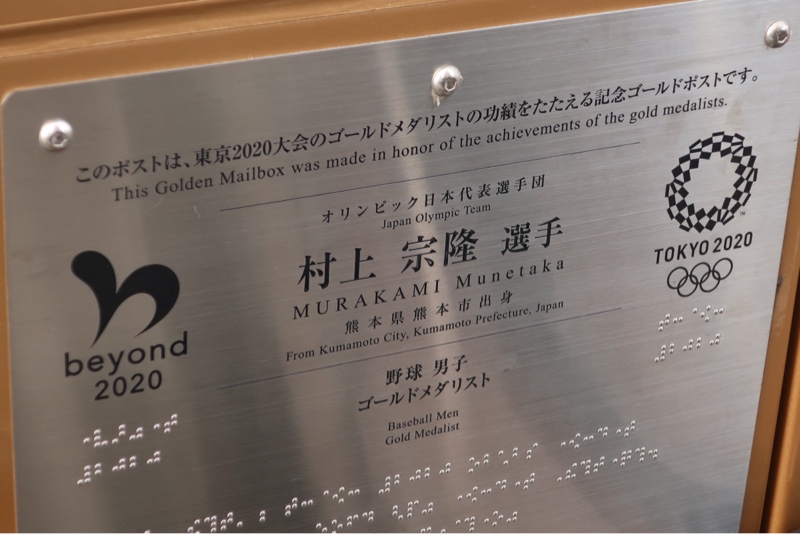 このポストは、東京2020大会のゴールドメダリストの功績をたたえる記念ゴールドポストです。
This Golden Mailbox was made in honor of the achievements of the gold medalists.
オリンピック日本代表選手団
Japan Olympic Team
村上 宗隆 選手
MURAKAMI Munetaka
熊本県熊本市出身
From Kumamoto City, Kumamoto Prefecture, Japan
野球 男子
ゴールドメダリスト
Baseball Men
Gold Medalist
beyond
2020
TOKYO 2020